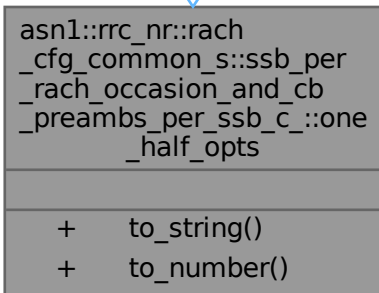 asn1::rrc_nr::rach
_cfg_common_s::ssb_per
_rach_occasion_and_cb
_preambs_per_ssb_c_::one
_half_opts
+ to_string()
+ to_number()